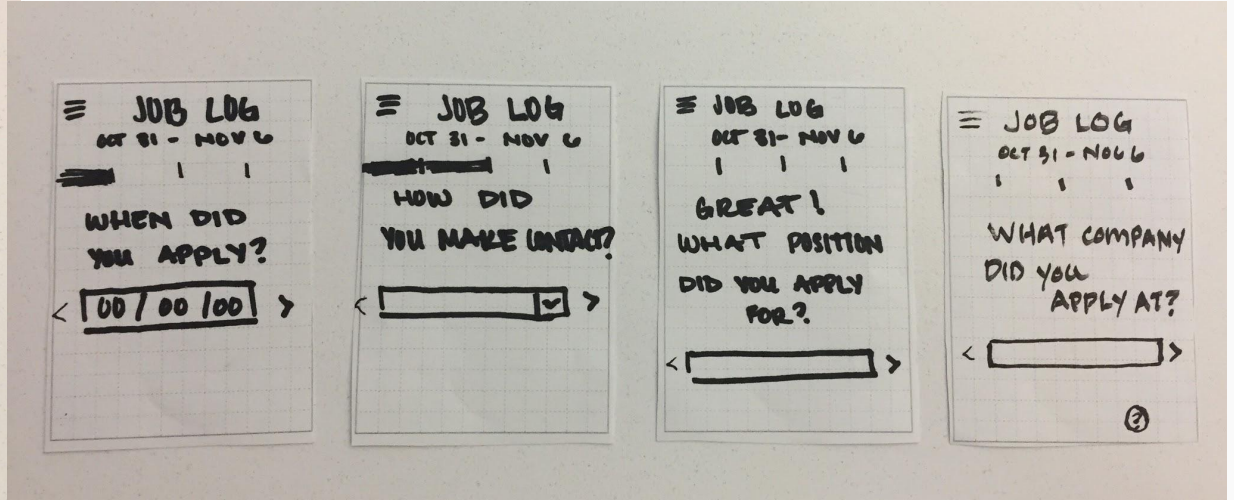 JOB LOG
OCT 31 - NOV 6
WHEN DID
YOU APPLY?
< 00 / 00 / 00 >
JOB LOG
OCT 31 - NOV 6
HOW DID
YOU MAKE CONTACT?
< >
JOB LOG
OCT 31 - NOV 6
GREAT!
WHAT POSITION
DID YOU APPLY
FOR?
< >
JOB LOG
OCT 31 - NOV 6
WHAT COMPANY
DID YOU
APPLY AT?
< >
?